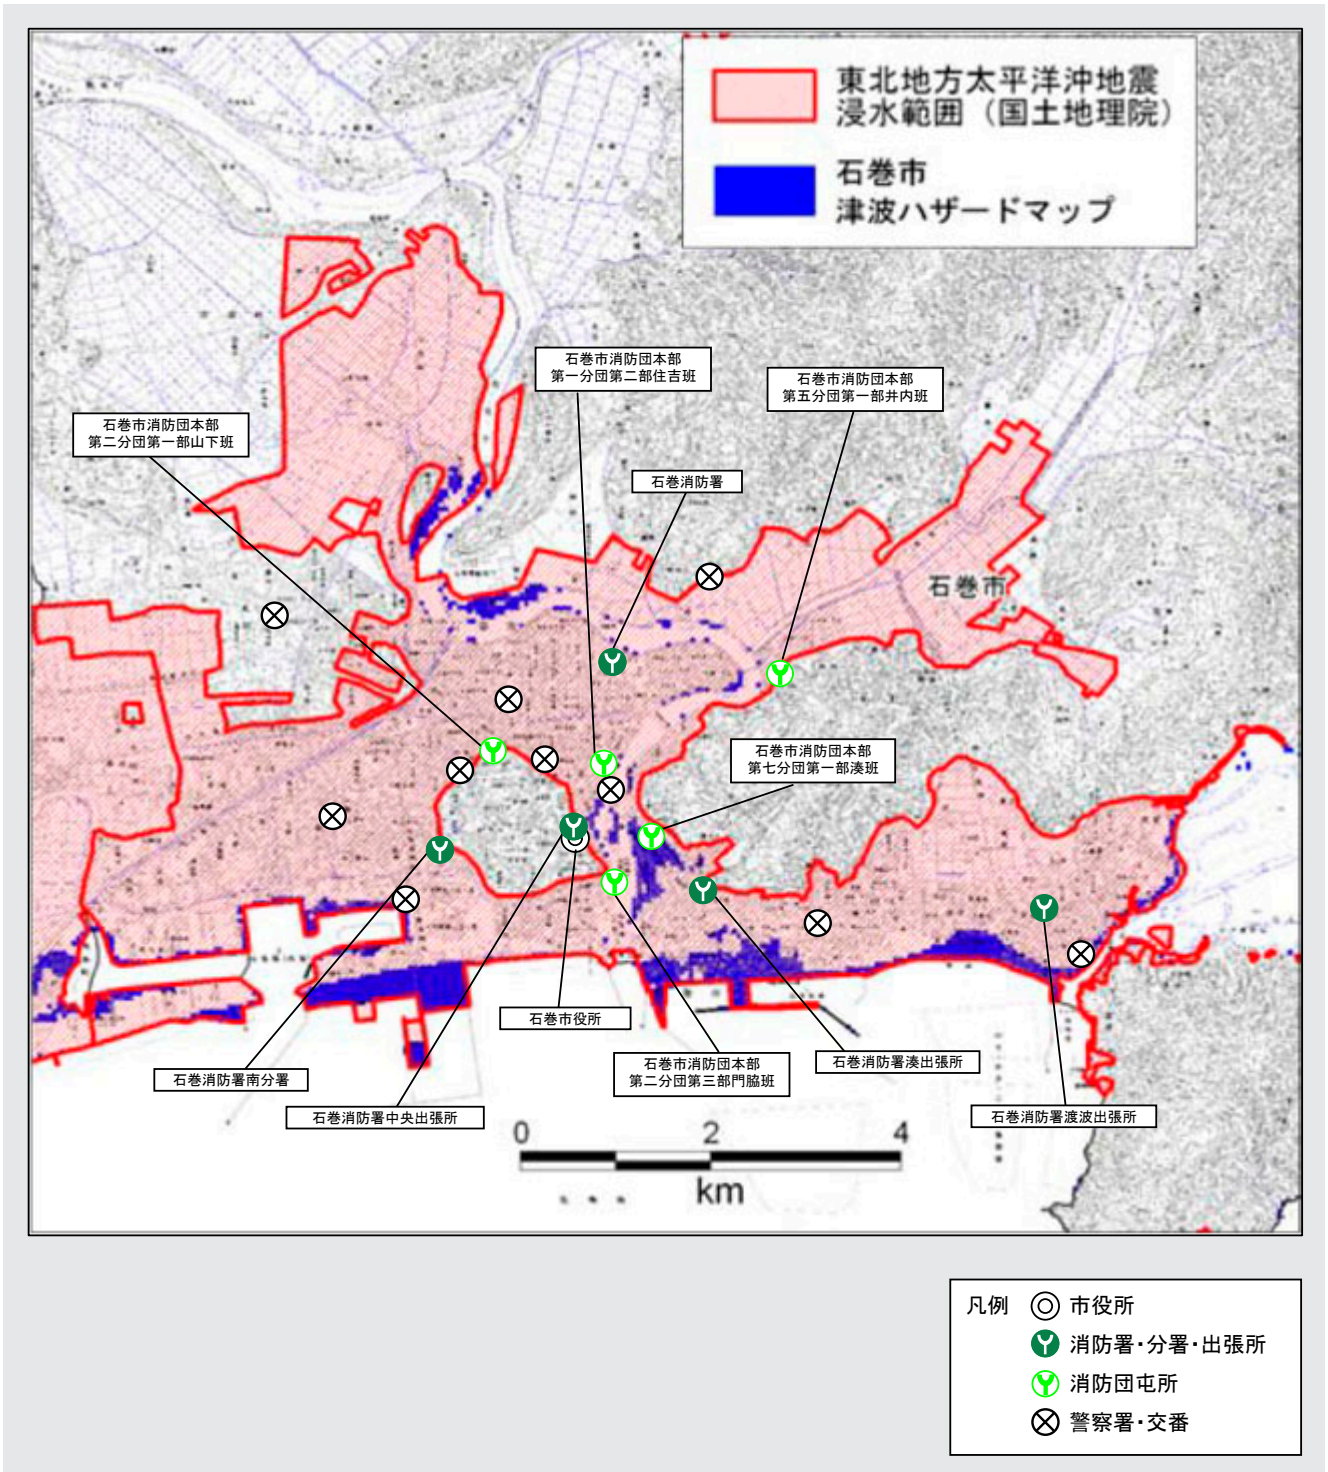 東北地方太平洋沖地震
浸水範囲（国土地理院）
石巻市
津波ハザードマップ
石巻市消防団本部
第一分団第二部住吉班
石巻市消防団本部
第五分団第一部井内班
石巻市消防団本部
第二分団第一部山下班
石巻消防署
石巻市
石巻市消防団本部
第七分団第一部湊班
石巻市役所
石巻消防署南分署
石巻消防署中央出張所
石巻市消防団本部
第二分団第三部門脇班
石巻消防署湊出張所
石巻消防署渡波出張所
0 2 4
km
凡例 市役所
消防署・分署・出張所
消防団屯所
警察署・交番